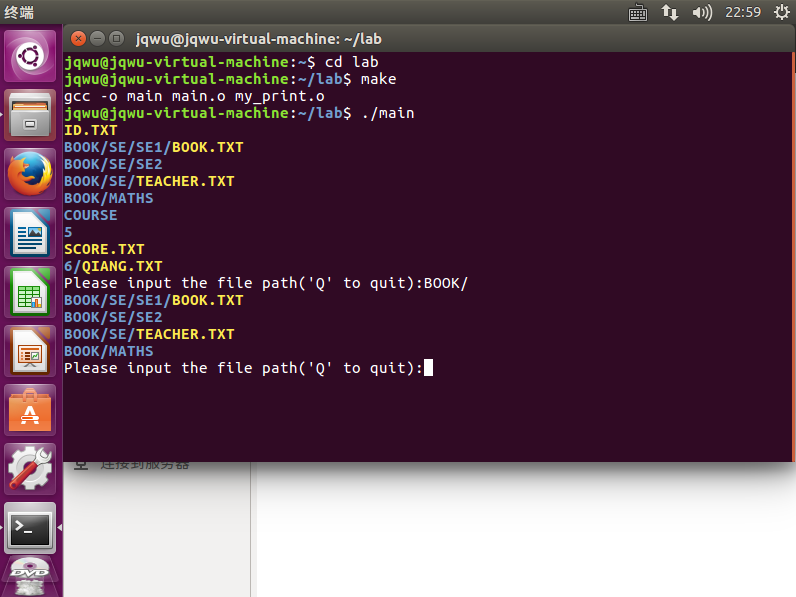 终端
22:59
jqwu@jqwu-virtual-machine: ~/lab
jqwu@jqwu-virtual-machine:~$ cd lab
jqwu@jqwu-virtual-machine:~/lab$ make
gcc -o main main.o my_print.o
jqwu@jqwu-virtual-machine:~/lab$ ./main
ID.TXT
BOOK/SE/SE1/BOOK.TXT
BOOK/SE/SE2
BOOK/SE/TEACHER.TXT
BOOK/MATHS
COURSE
5
SCORE.TXT
6/QIANG.TXT
Please input the file path('Q' to quit):BOOK/
BOOK/SE/SE1/BOOK.TXT
BOOK/SE/SE2
BOOK/SE/TEACHER.TXT
BOOK/MATHS
Please input the file path('Q' to quit):
连接到服务器
DVD